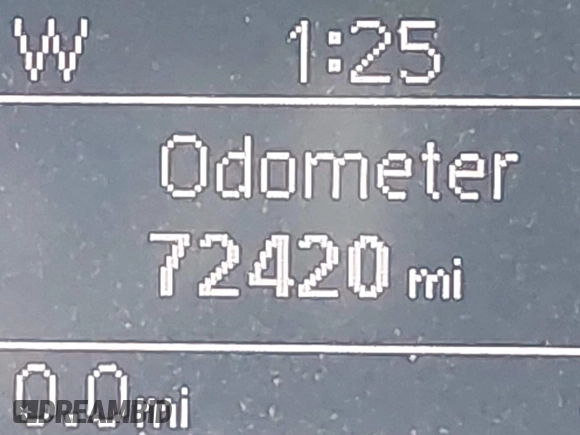 W 1:25
Odometer
72420 mi
0.0 mi
DREAMBID